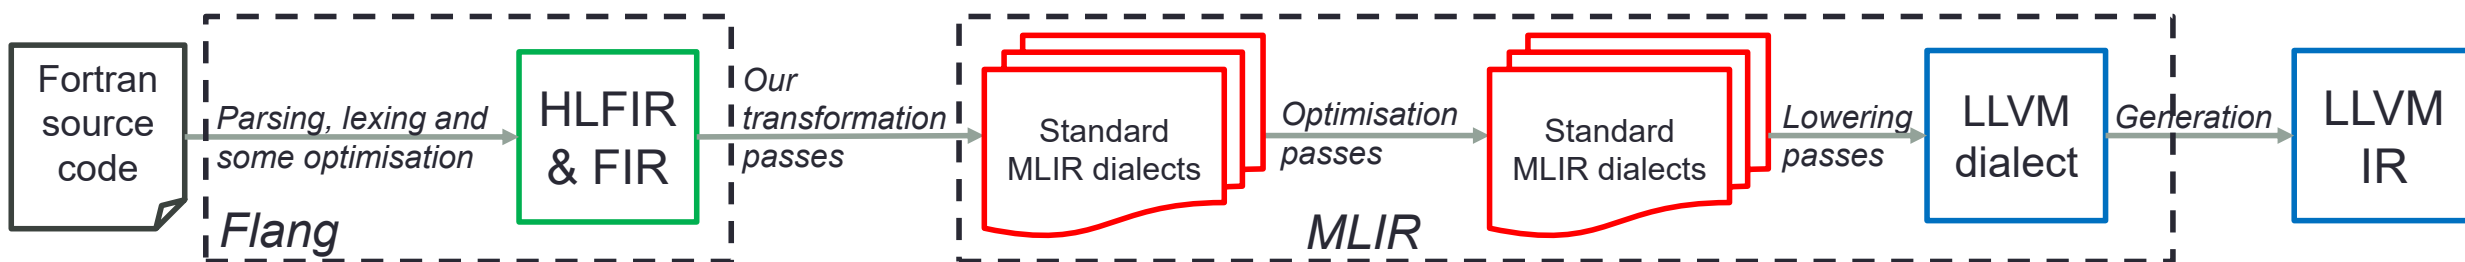 Fortran
source
code
Parsing, lexing and
some optimisation
Flang
HLFIR
& FIR
Our
transformation
passes
Standard
MLIR dialects
Optimisation
passes
MLIR
Standard
MLIR dialects
Lowering
passes
LLVM
dialect
Generation
LLVM
IR